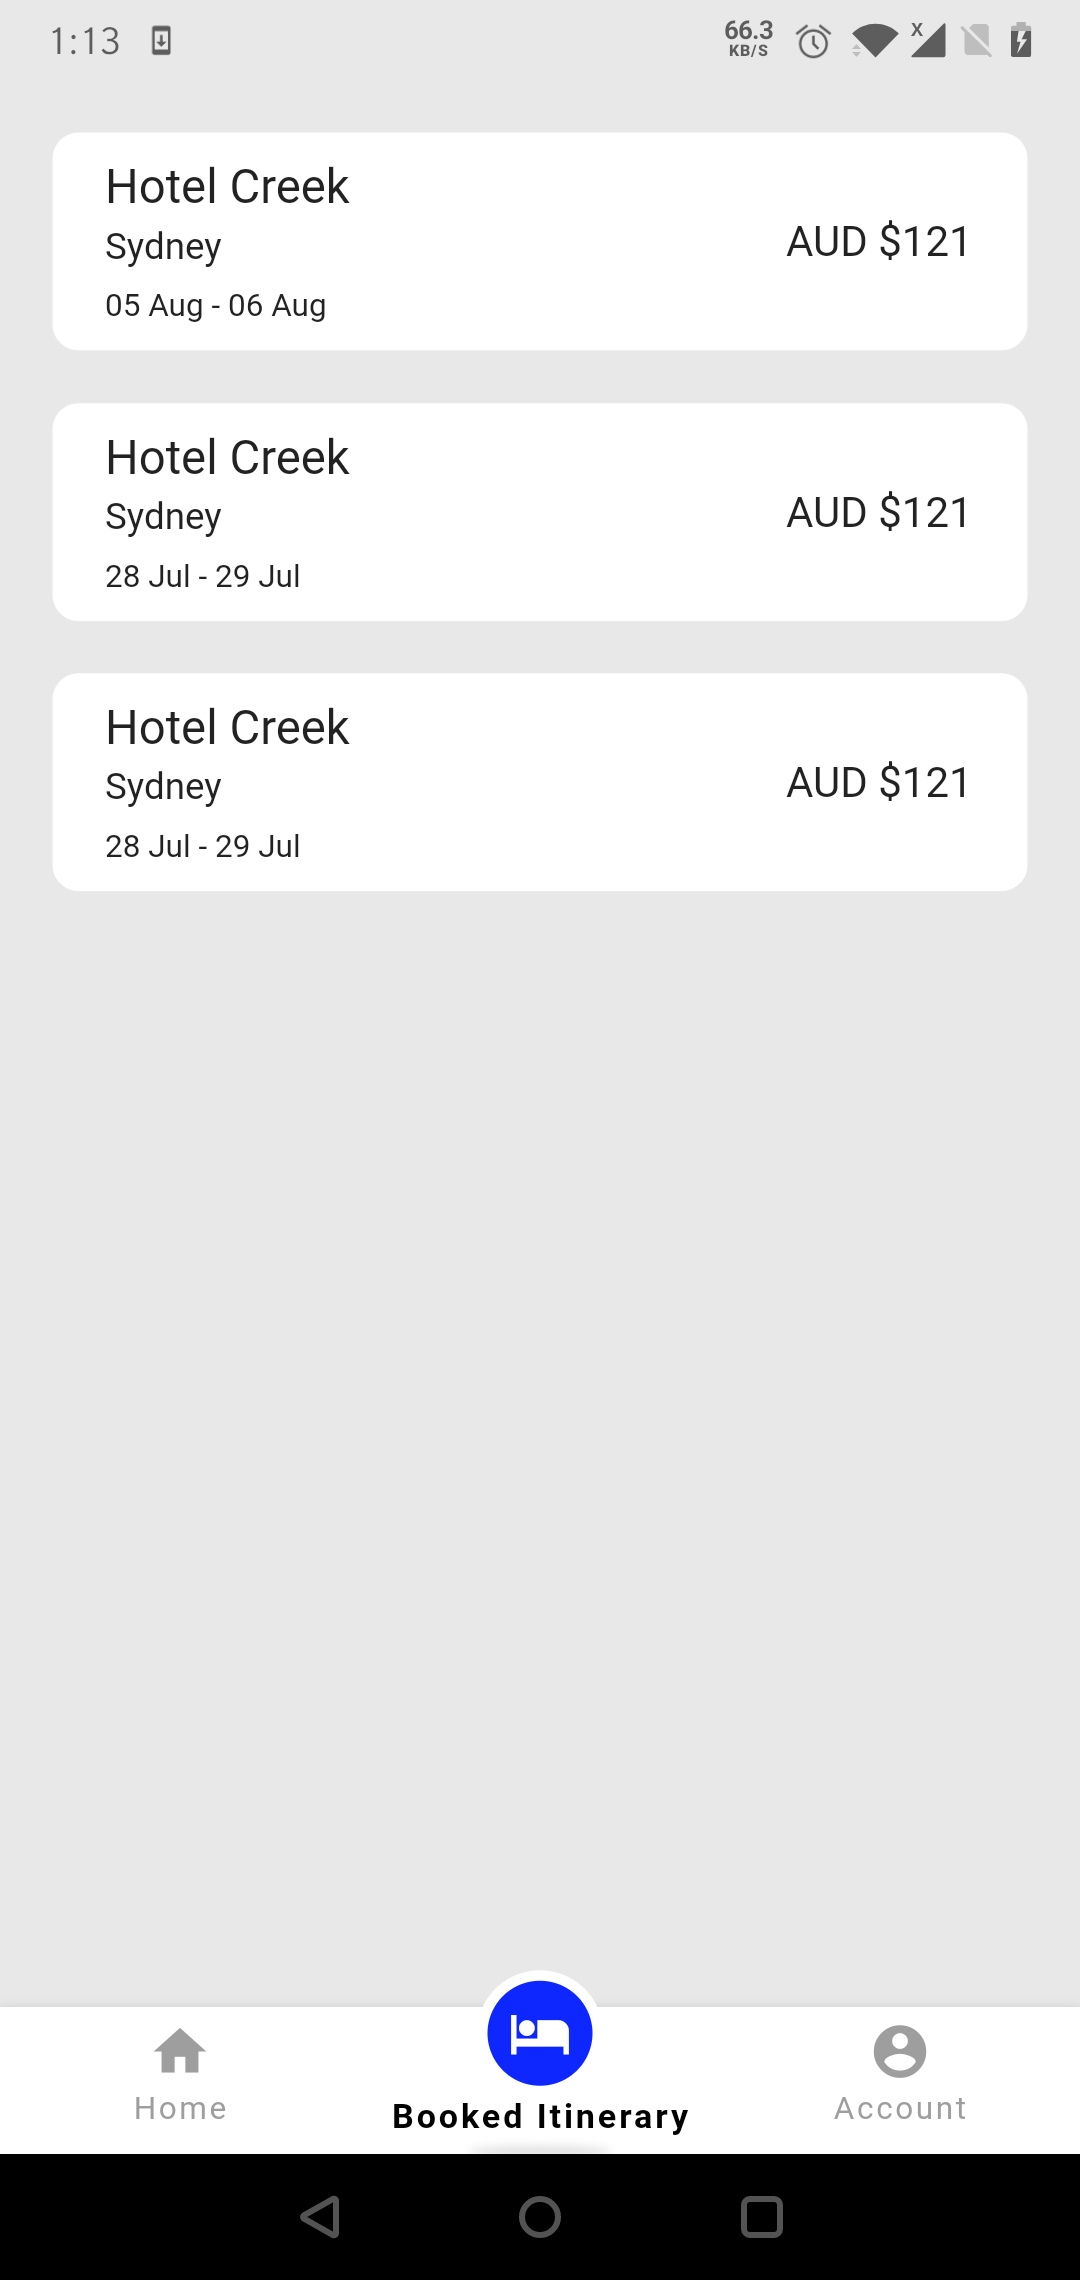 1:13
66.3
KB/S
X
Hotel Creek
Sydney
AUD $121
05 Aug - 06 Aug
Hotel Creek
Sydney
AUD $121
28 Jul - 29 Jul
Hotel Creek
Sydney
AUD $121
28 Jul - 29 Jul
Home
Booked Itinerary
Account